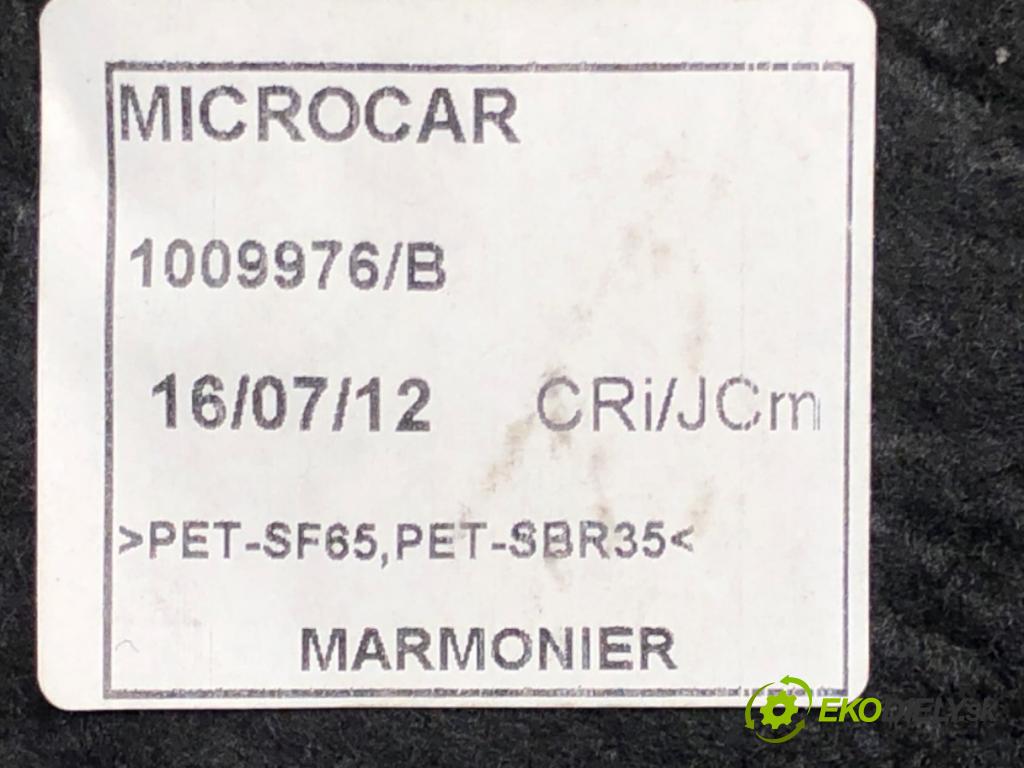 MICROCAR
1009976/B
16/07/12 CRi/JCm
>PET-SF65,PET-SBR35<
MARMONIER
EKODIELY.SK